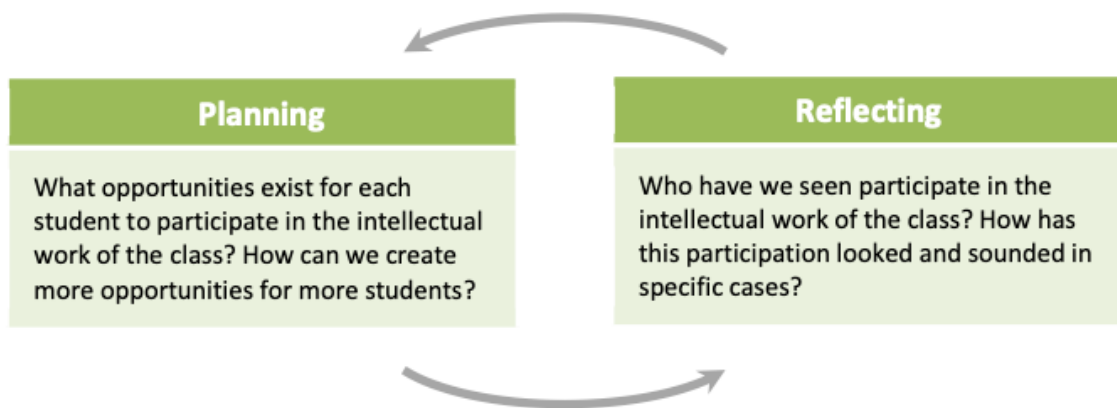 Planning
What opportunities exist for each
student to participate in the intellectual
work of the class? How can we create
more opportunities for more students?
Reflecting
Who have we seen participate in the
intellectual work of the class? How has
this participation looked and sounded in
specific cases?